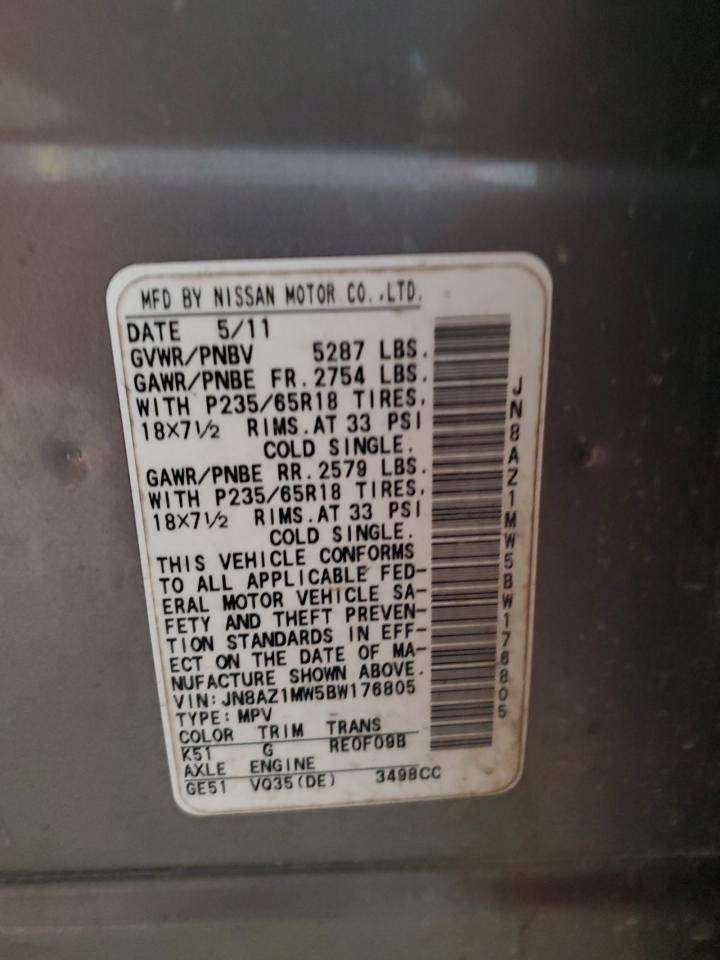 MFD BY NISSAN MOTOR CO.,LTD.
DATE 5/11
GVWR/PNBV 5287 LBS.
GAWR/PNBE FR. 2754 LBS.
WITH P235/65R18 TIRES,
18X7½ RIMS. AT 33 PSI
COLD SINGLE.
GAWR/PNBE RR. 2579 LBS.
WITH P235/65R18 TIRES,
18X7½ RIMS. AT 33 PSI
COLD SINGLE.
THIS VEHICLE CONFORMS
TO ALL APPLICABLE FED-
ERAL MOTOR VEHICLE SA-
FETY AND THEFT PREVEN-
TION STANDARDS IN EFF-
ECT ON THE DATE OF MA-
NUFACTURE SHOWN ABOVE.
VIN: JN8AZ1MW5BW176805
TYPE: MPV
COLOR TRIM TRANS
K51 G RE0F09B
AXLE ENGINE
GE51 VQ35(DE) 3498CC
JN8AZ1MW5BW176805